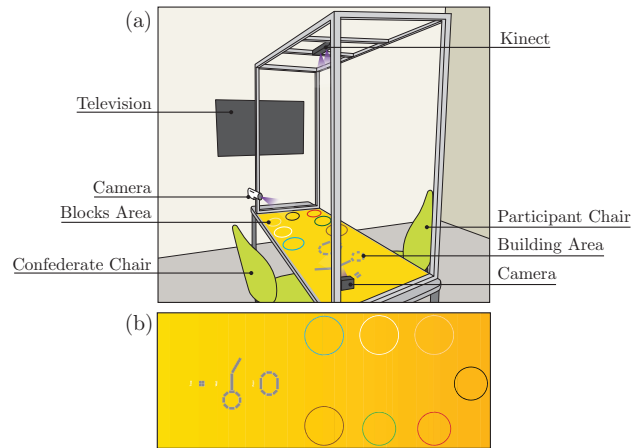 (a)
Kinect
Television
Camera
Blocks Area
Participant Chair
Building Area
Confederate Chair
Camera
(b)